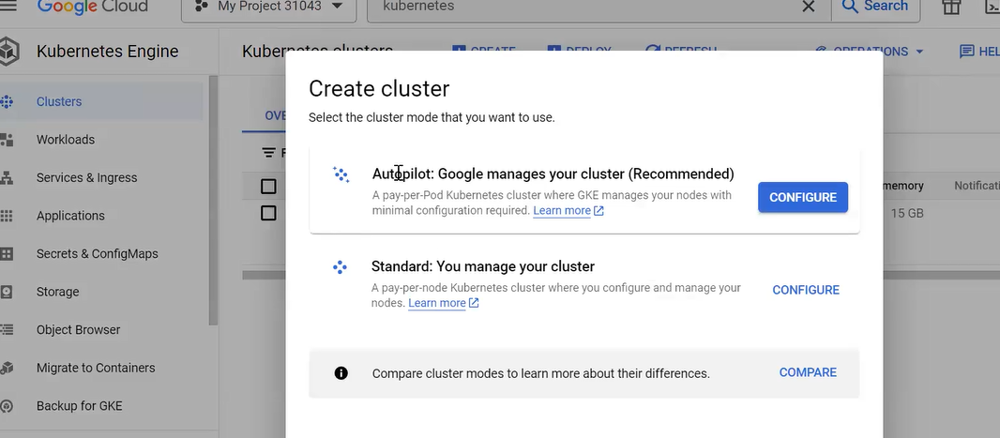 Google Cloud
My Project 31043
kubernetes
Search
Kubernetes Engine
Kubernetes clusters
CREATE
DEPLOY
REFRESH
OPERATIONS
Clusters
Workloads
Services & Ingress
Applications
Secrets & ConfigMaps
Storage
Object Browser
Migrate to Containers
Backup for GKE
memory
15 GB
Create cluster
Select the cluster mode that you want to use.
Autopilot: Google manages your cluster (Recommended)
A pay-per-Pod Kubernetes cluster where GKE manages your nodes with
minimal configuration required. Learn more
CONFIGURE
Standard: You manage your cluster
A pay-per-node Kubernetes cluster where you configure and manage your
nodes. Learn more
CONFIGURE
Compare cluster modes to learn more about their differences.
COMPARE